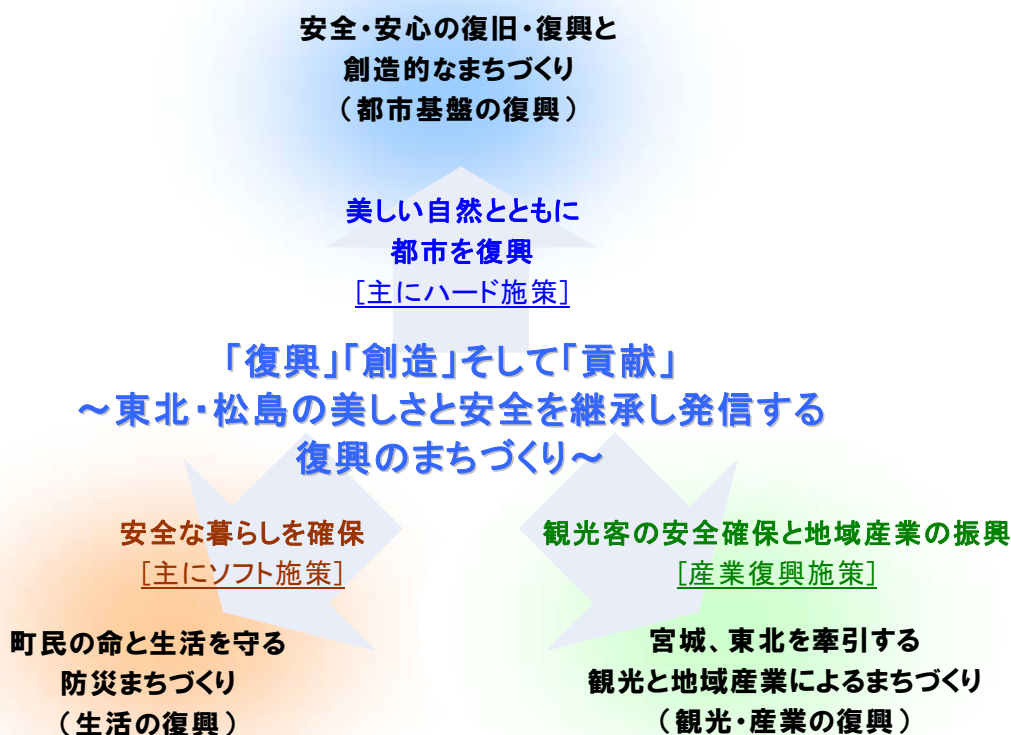 安全・安心の復旧・復興と
創造的なまちづくり
（都市基盤の復興）
美しい自然とともに
都市を復興
[主にハード施策]
「復興」「創造」そして「貢献」
～東北・松島の美しさと安全を継承し発信する
復興のまちづくり～
安全な暮らしを確保
[主にソフト施策]
町民の命と生活を守る
防災まちづくり
（生活の復興）
観光客の安全確保と地域産業の振興
[産業復興施策]
宮城、東北を牽引する
観光と地域産業によるまちづくり
（観光・産業の復興）